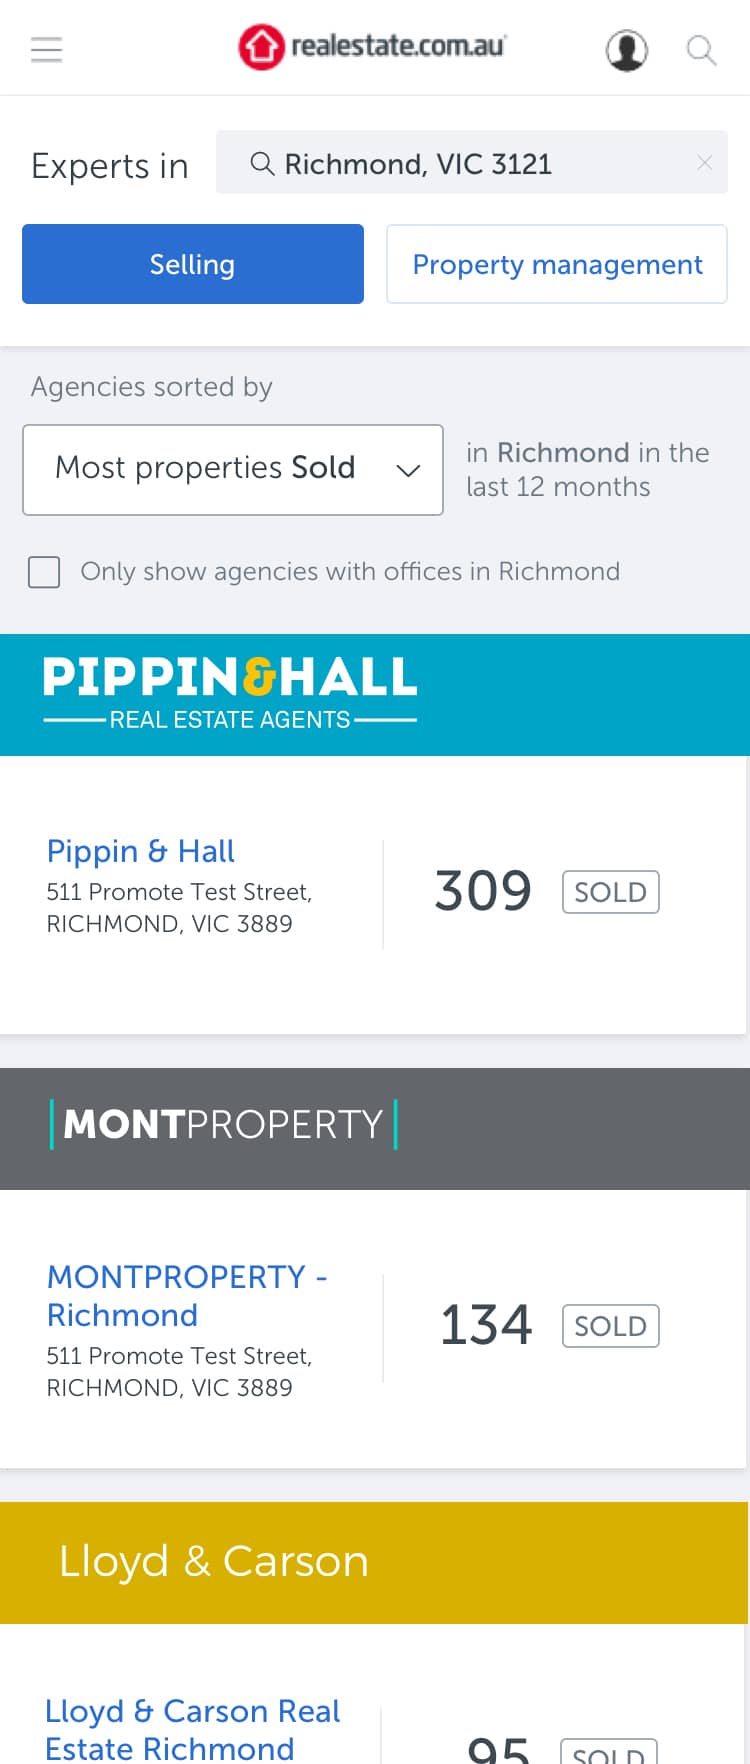 realestate.com.au
Experts in
Richmond, VIC 3121
Selling
Property management
Agencies sorted by
Most properties Sold
in Richmond in the
last 12 months
Only show agencies with offices in Richmond
PIPPIN&HALL
REAL ESTATE AGENTS
Pippin & Hall
511 Promote Test Street,
RICHMOND, VIC 3889
309 SOLD
MONTPROPERTY
MONTPROPERTY -
Richmond
511 Promote Test Street,
RICHMOND, VIC 3889
134 SOLD
Lloyd & Carson
Lloyd & Carson Real
Estate Richmond
95 SOLD